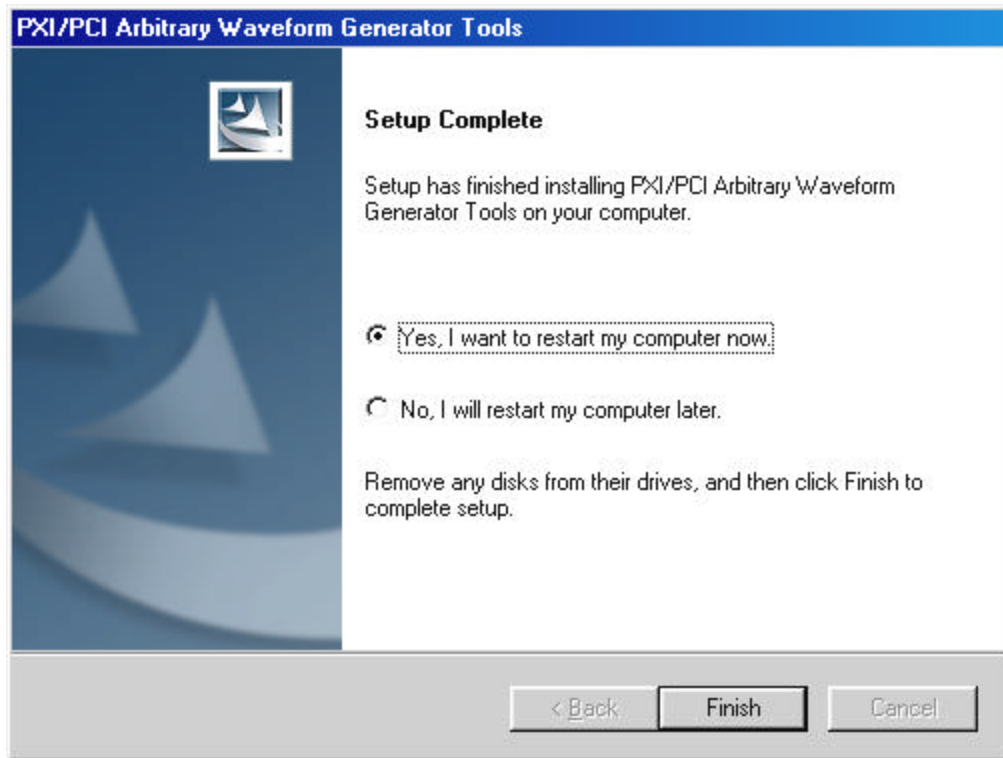 PXI/PCI Arbitrary Waveform Generator Tools
Setup Complete
Setup has finished installing PXI/PCI Arbitrary Waveform
Generator Tools on your computer.
Yes, I want to restart my computer now.
No, I will restart my computer later.
Remove any disks from their drives, and then click Finish to
complete setup.
< Back
Finish
Cancel